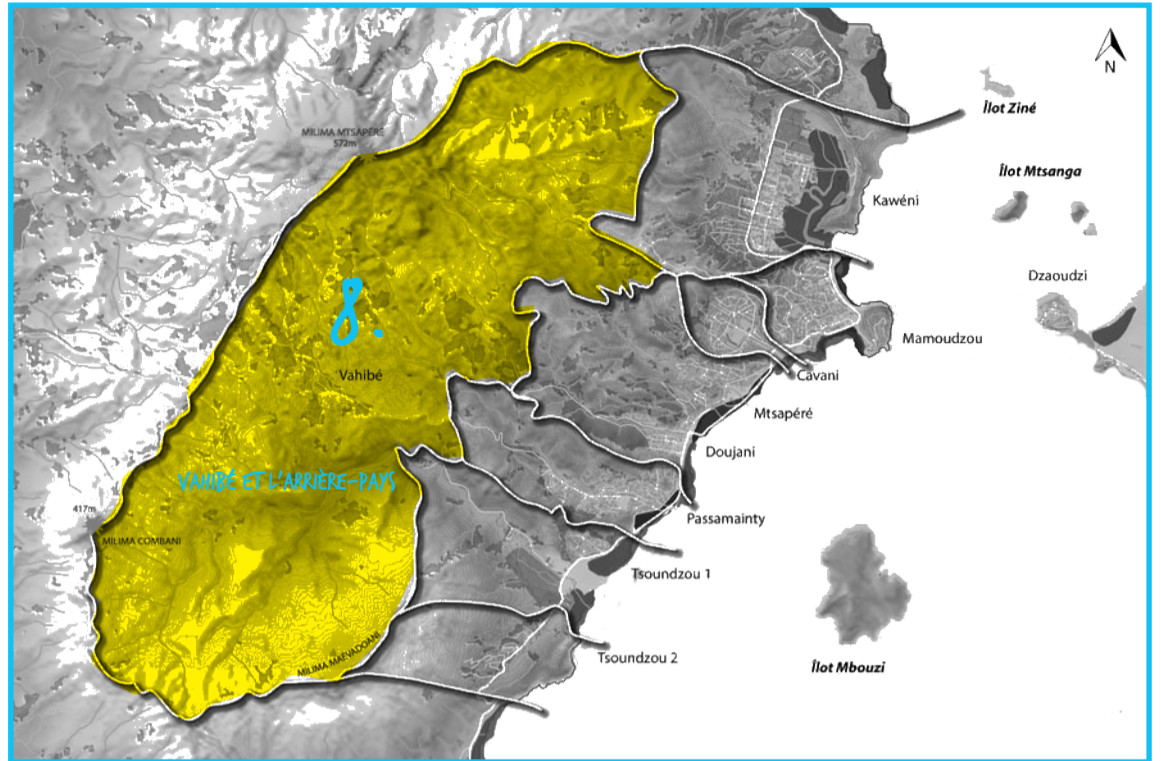 N
Îlot Ziné
MILIMA MTSAPÉRÉ
572m
Îlot Mtsanga
Kawéni
Dzaoudzi
8.
Mamoudzou
Vahibé
Cavani
Mtsapéré
Doujani
VAHIBÉ ET L'ARRIÈRE-PAYS
417m
Passamainty
MILIMA COMBANI
Tsoundzou 1
MILIMA MAEVADOANI
Tsoundzou 2
Îlot Mbouzi